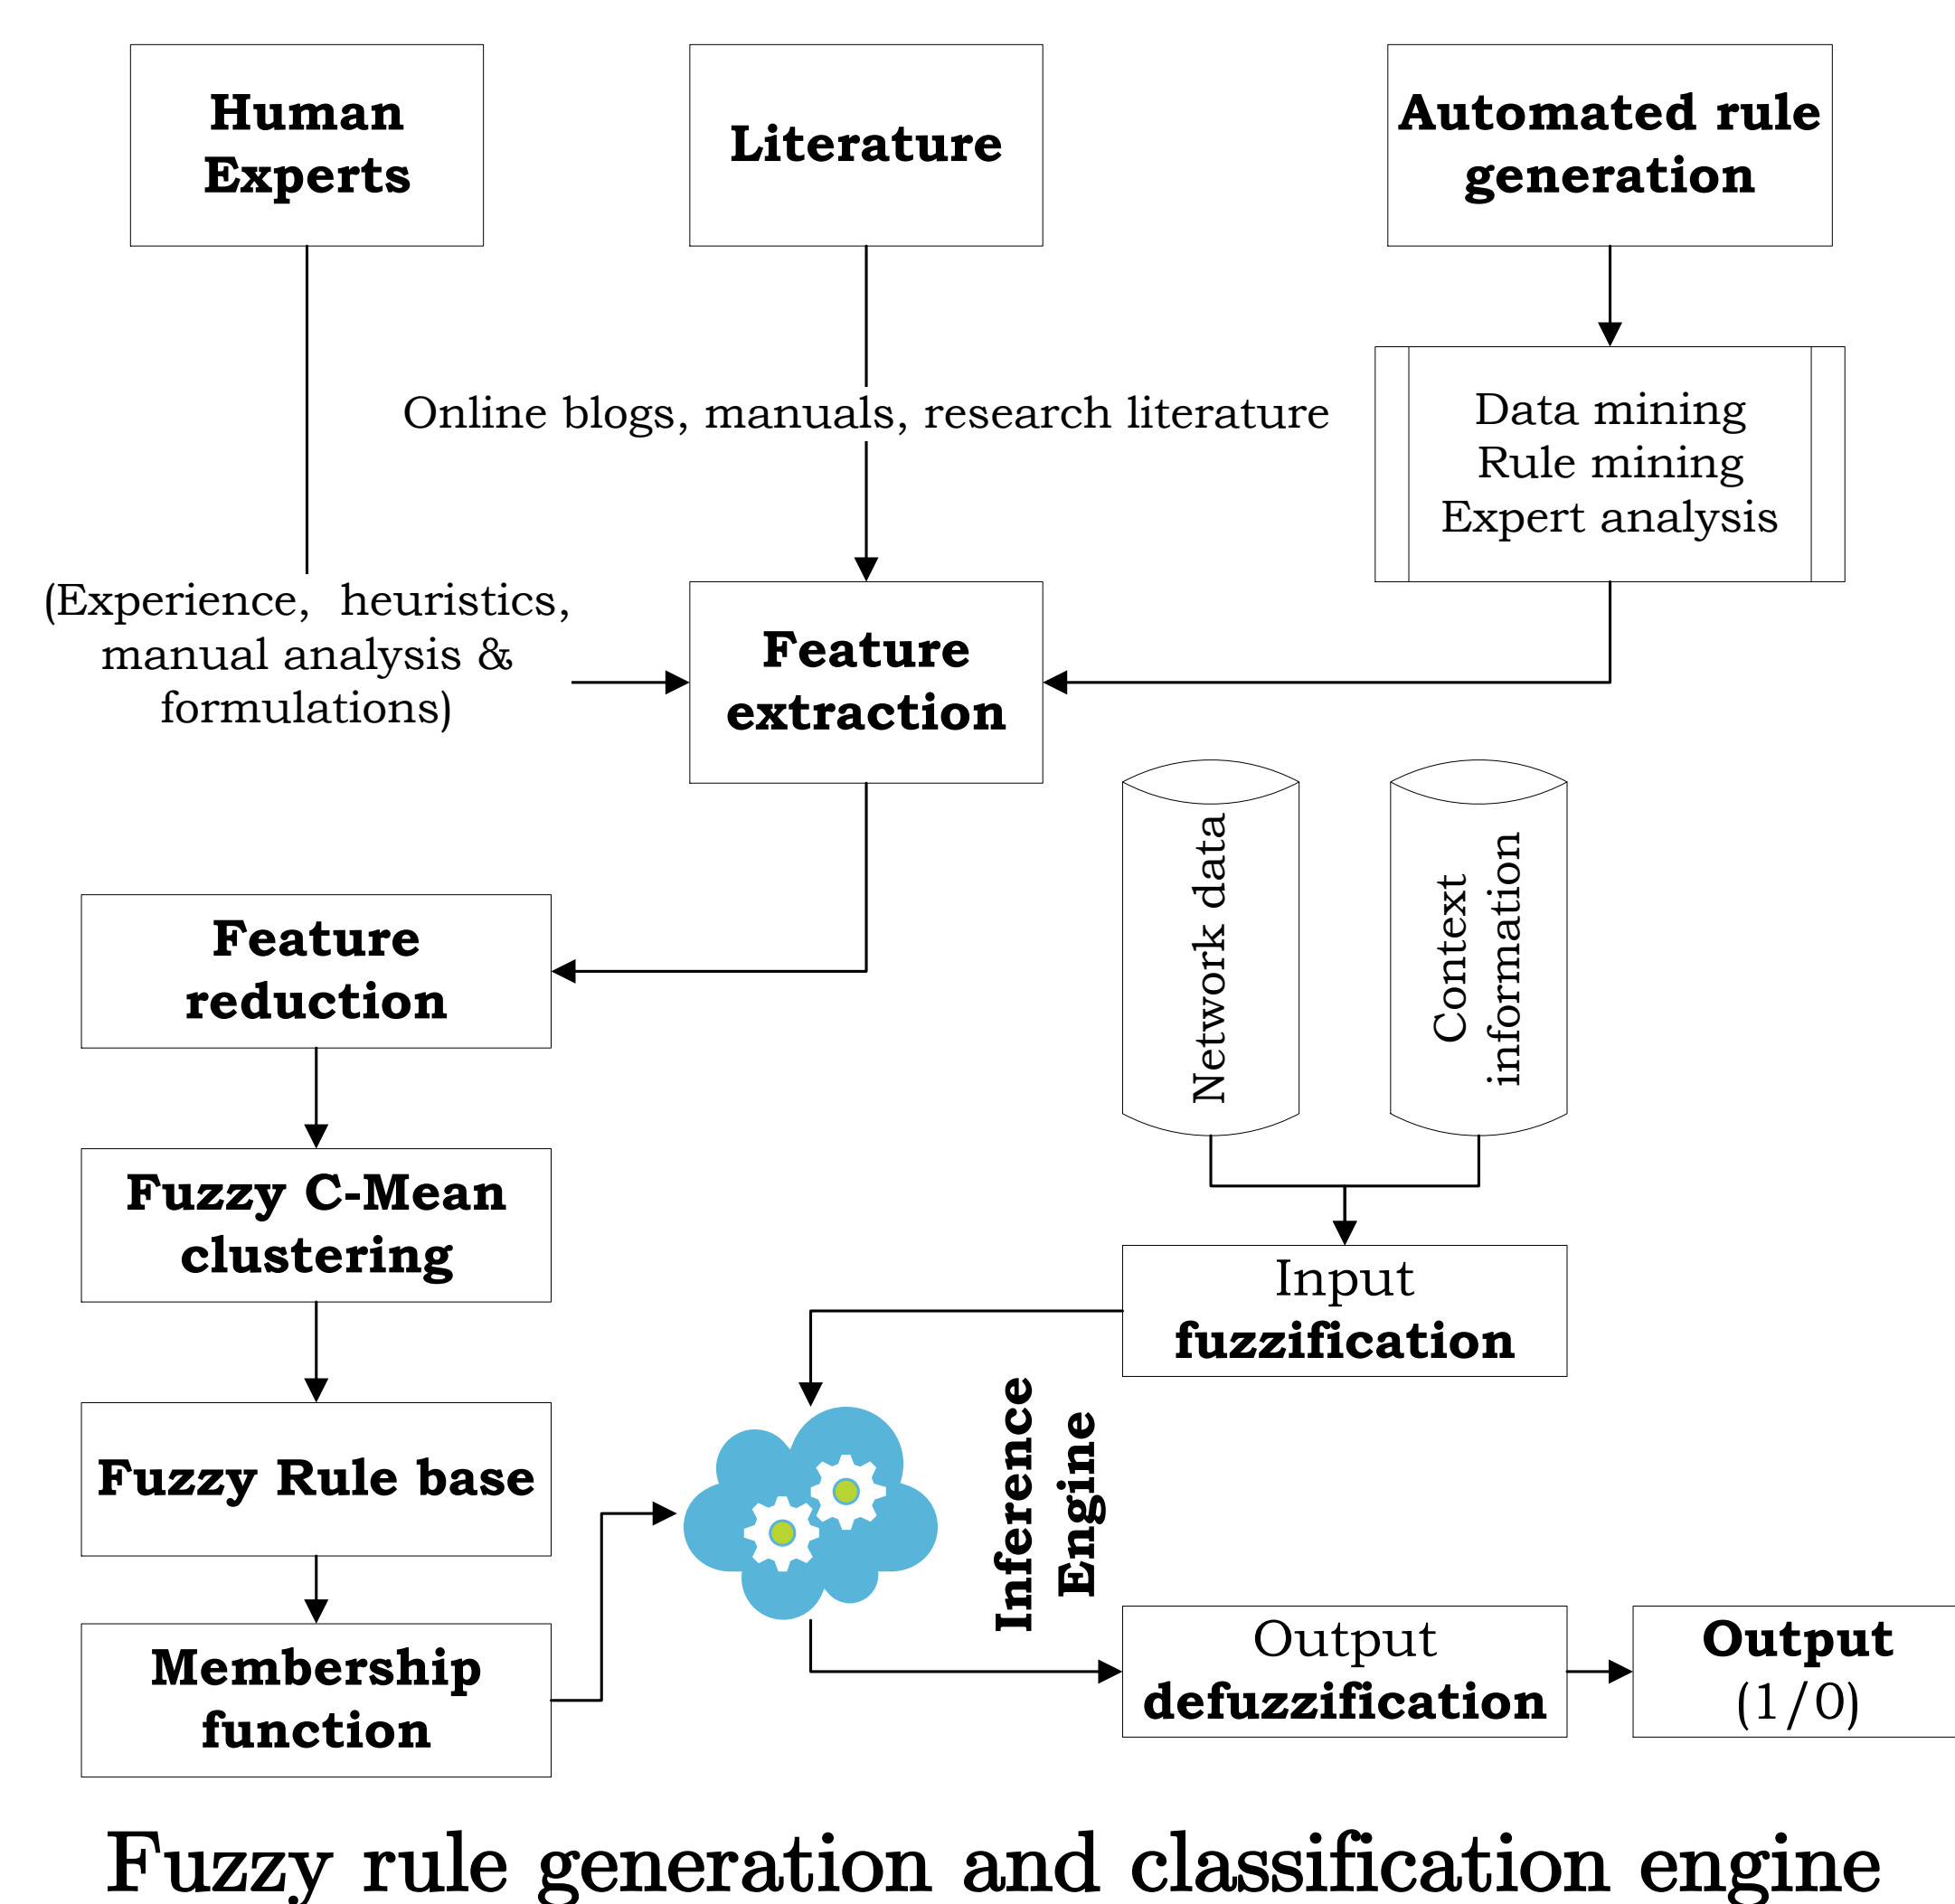 Human
Experts
Literature
Automated rule
generation
Online blogs, manuals, research literature
Data mining
Rule mining
Expert analysis
(Experience,  heuristics,
manual analysis &
formulations)
Feature
extraction
Network data
Context
information
Feature
reduction
Fuzzy C-Mean
clustering
Input
fuzzification
Fuzzy Rule base
Inference
Engine
Membership
function
Output
defuzzification
Output
(1/0)
Fuzzy rule generation and classification engine